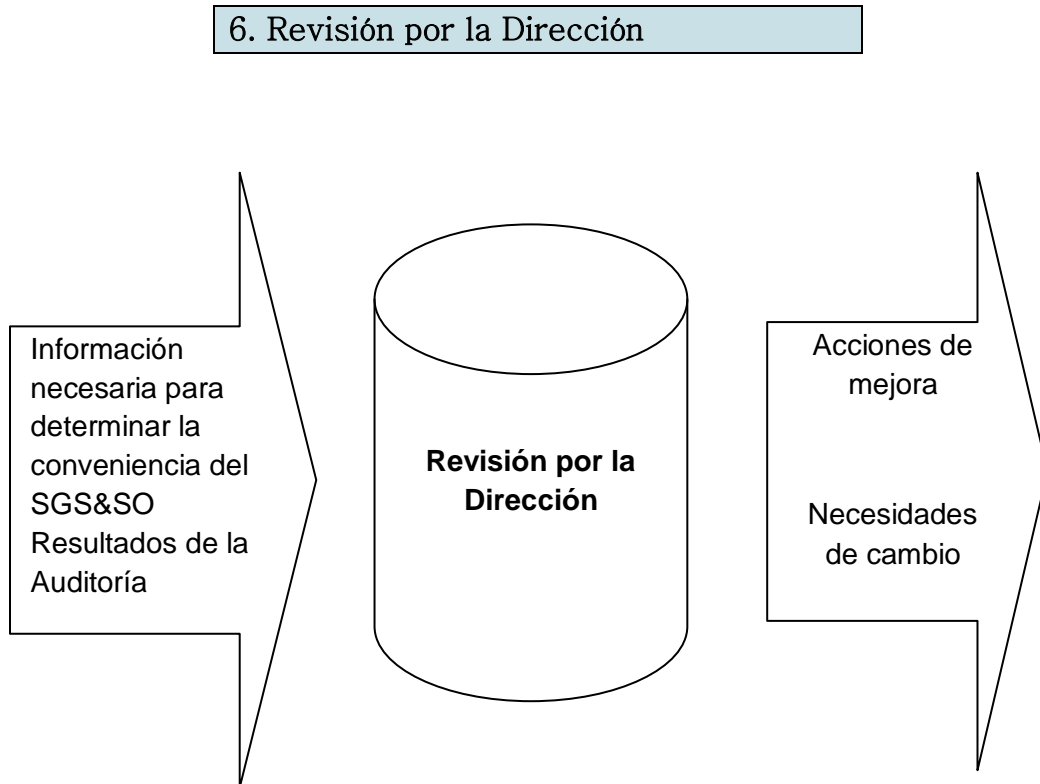 6. Revisión por la Dirección
Información
necesaria para
determinar la
conveniencia del
SGS&SO
Resultados de la
Auditoría
Revisión por la
Dirección
Acciones de
mejora
Necesidades
de cambio